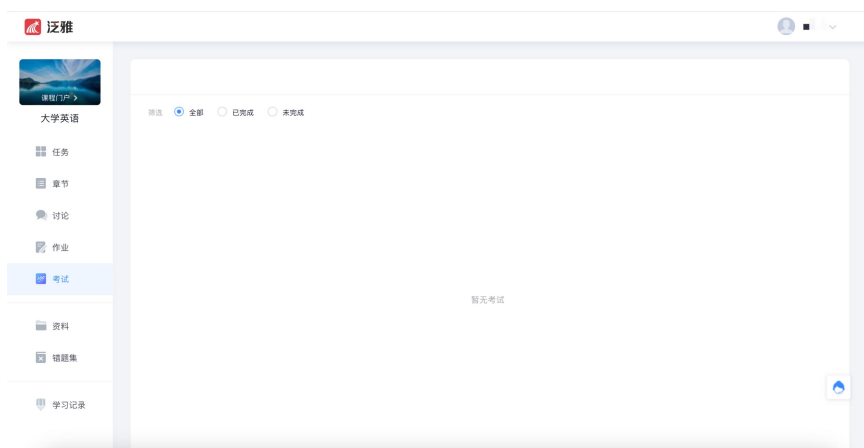 泛雅
课程门户 >
大学英语
任务
章节
讨论
作业
考试
资料
错题集
学习记录
筛选 全部 已完成 未完成
暂无考试